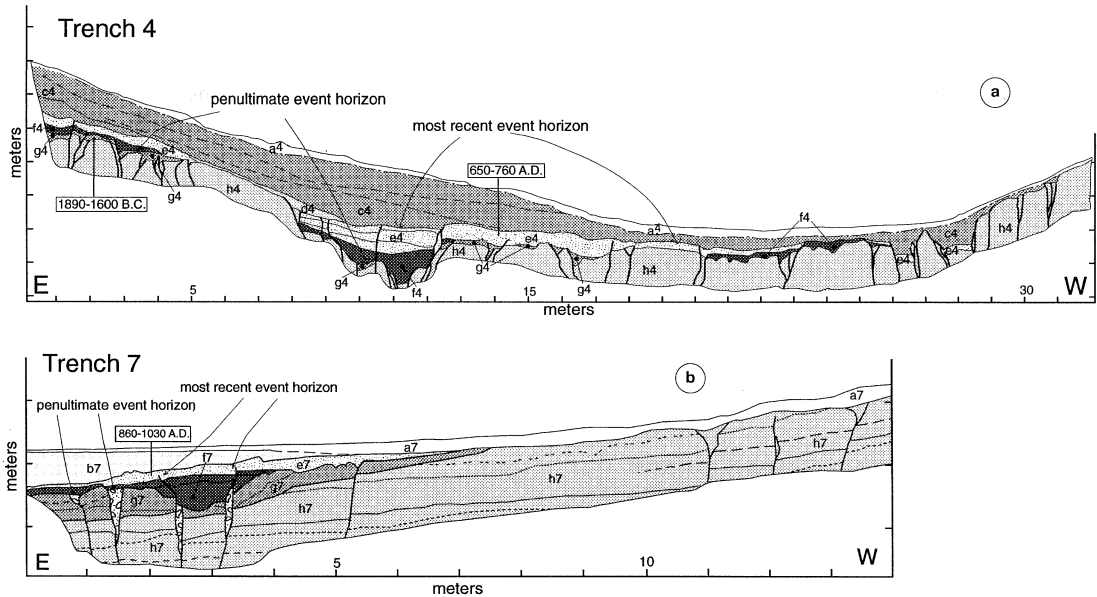 Trench 4
a
penultimate event horizon
most recent event horizon
c4
a4
650-760 A.D.
f4
g4
e4
1890-1600 B.C.
g4
h4
d4
c4
a4
f4
e4
e4
h4
g4
g4
f4
g4
h4
e4
c4
e4
h4
meters
E
5
15
30
W
meters
Trench 7
b
most recent event horizon
penultimate event horizon
860-1030 A.D.
a7
a7
b7
f7
e7
g7
g7
h7
h7
h7
h7
meters
E
5
10
W
meters